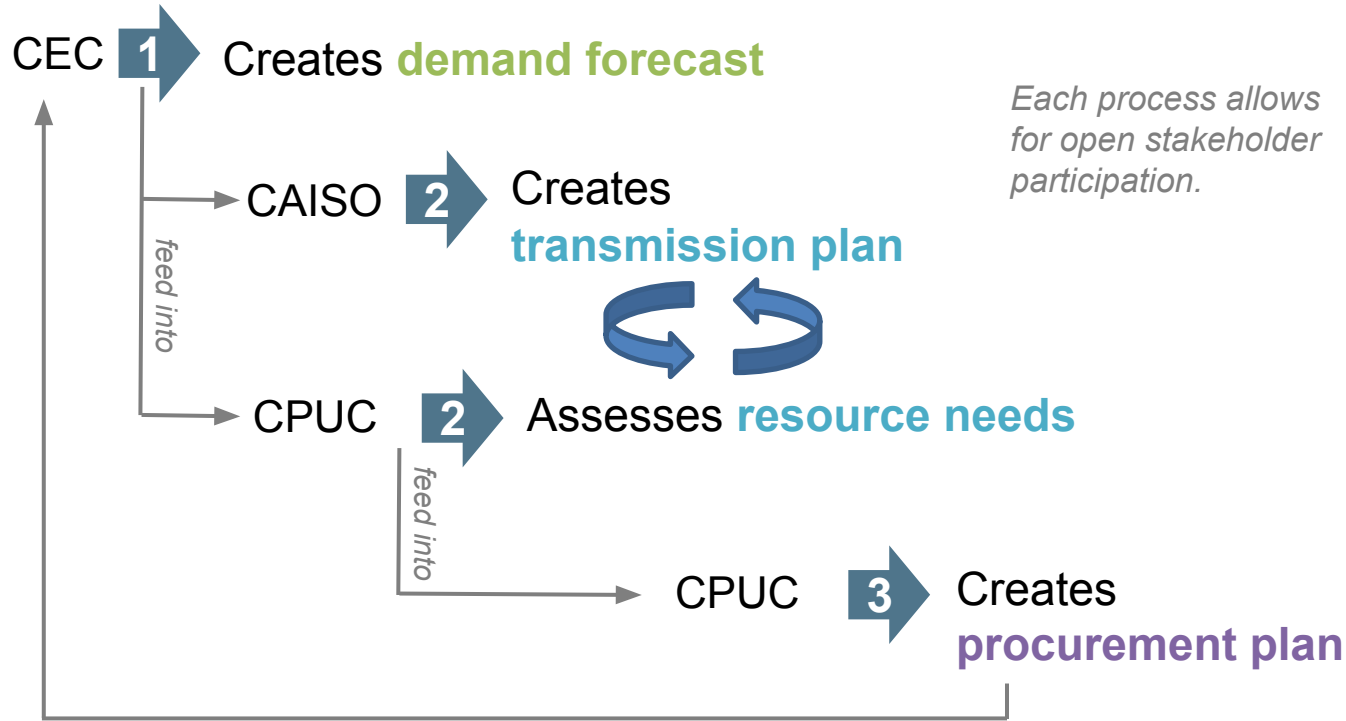 CEC 1 Creates demand forecast
Each process allows
for open stakeholder
participation.
CAISO 2 Creates
transmission plan
feed into
CPUC 2 Assesses resource needs
feed into
CPUC 3 Creates
procurement plan